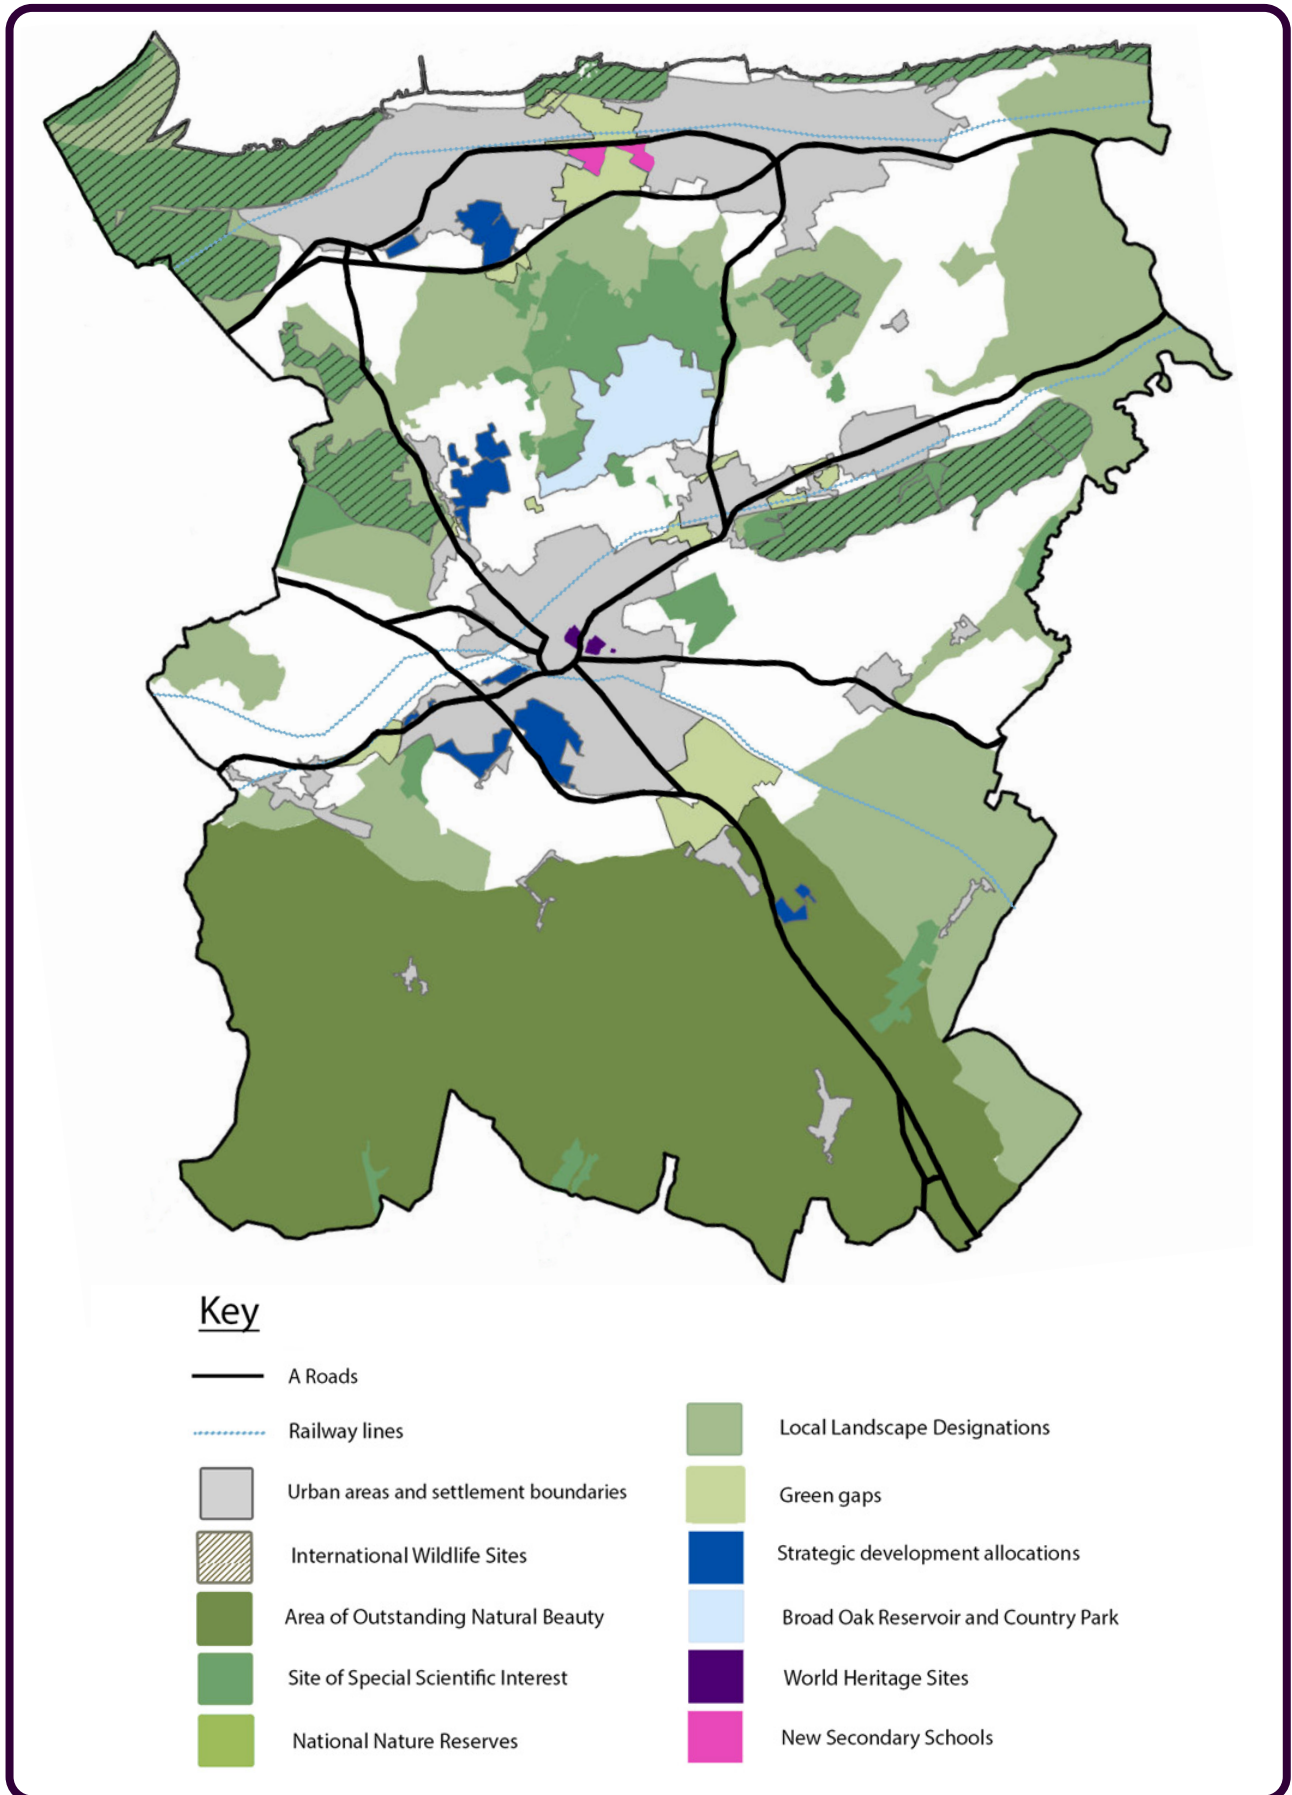 Key
A Roads
Railway lines
Urban areas and settlement boundaries
International Wildlife Sites
Area of Outstanding Natural Beauty
Site of Special Scientific Interest
National Nature Reserves
Local Landscape Designations
Green gaps
Strategic development allocations
Broad Oak Reservoir and Country Park
World Heritage Sites
New Secondary Schools